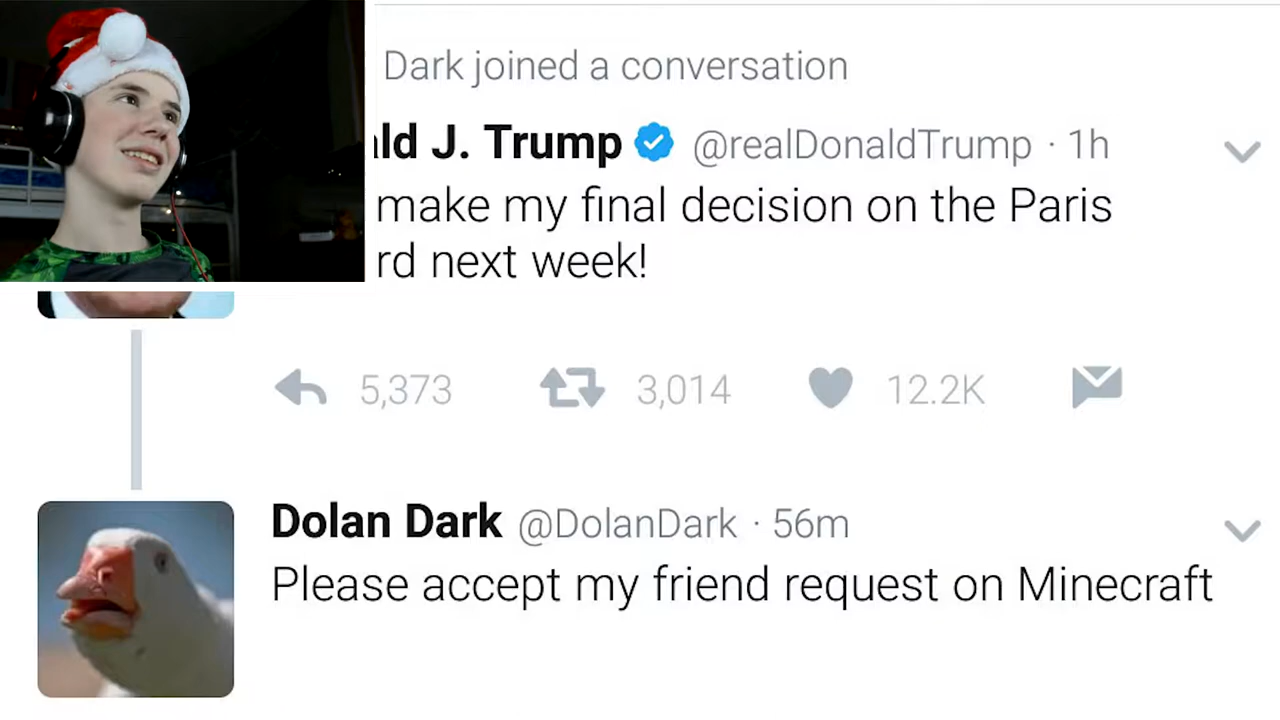 Dark joined a conversation
ld J. Trump @realDonaldTrump · 1h
make my final decision on the Paris
rd next week!
5,373 3,014 12.2K
Dolan Dark @DolanDark · 56m
Please accept my friend request on Minecraft